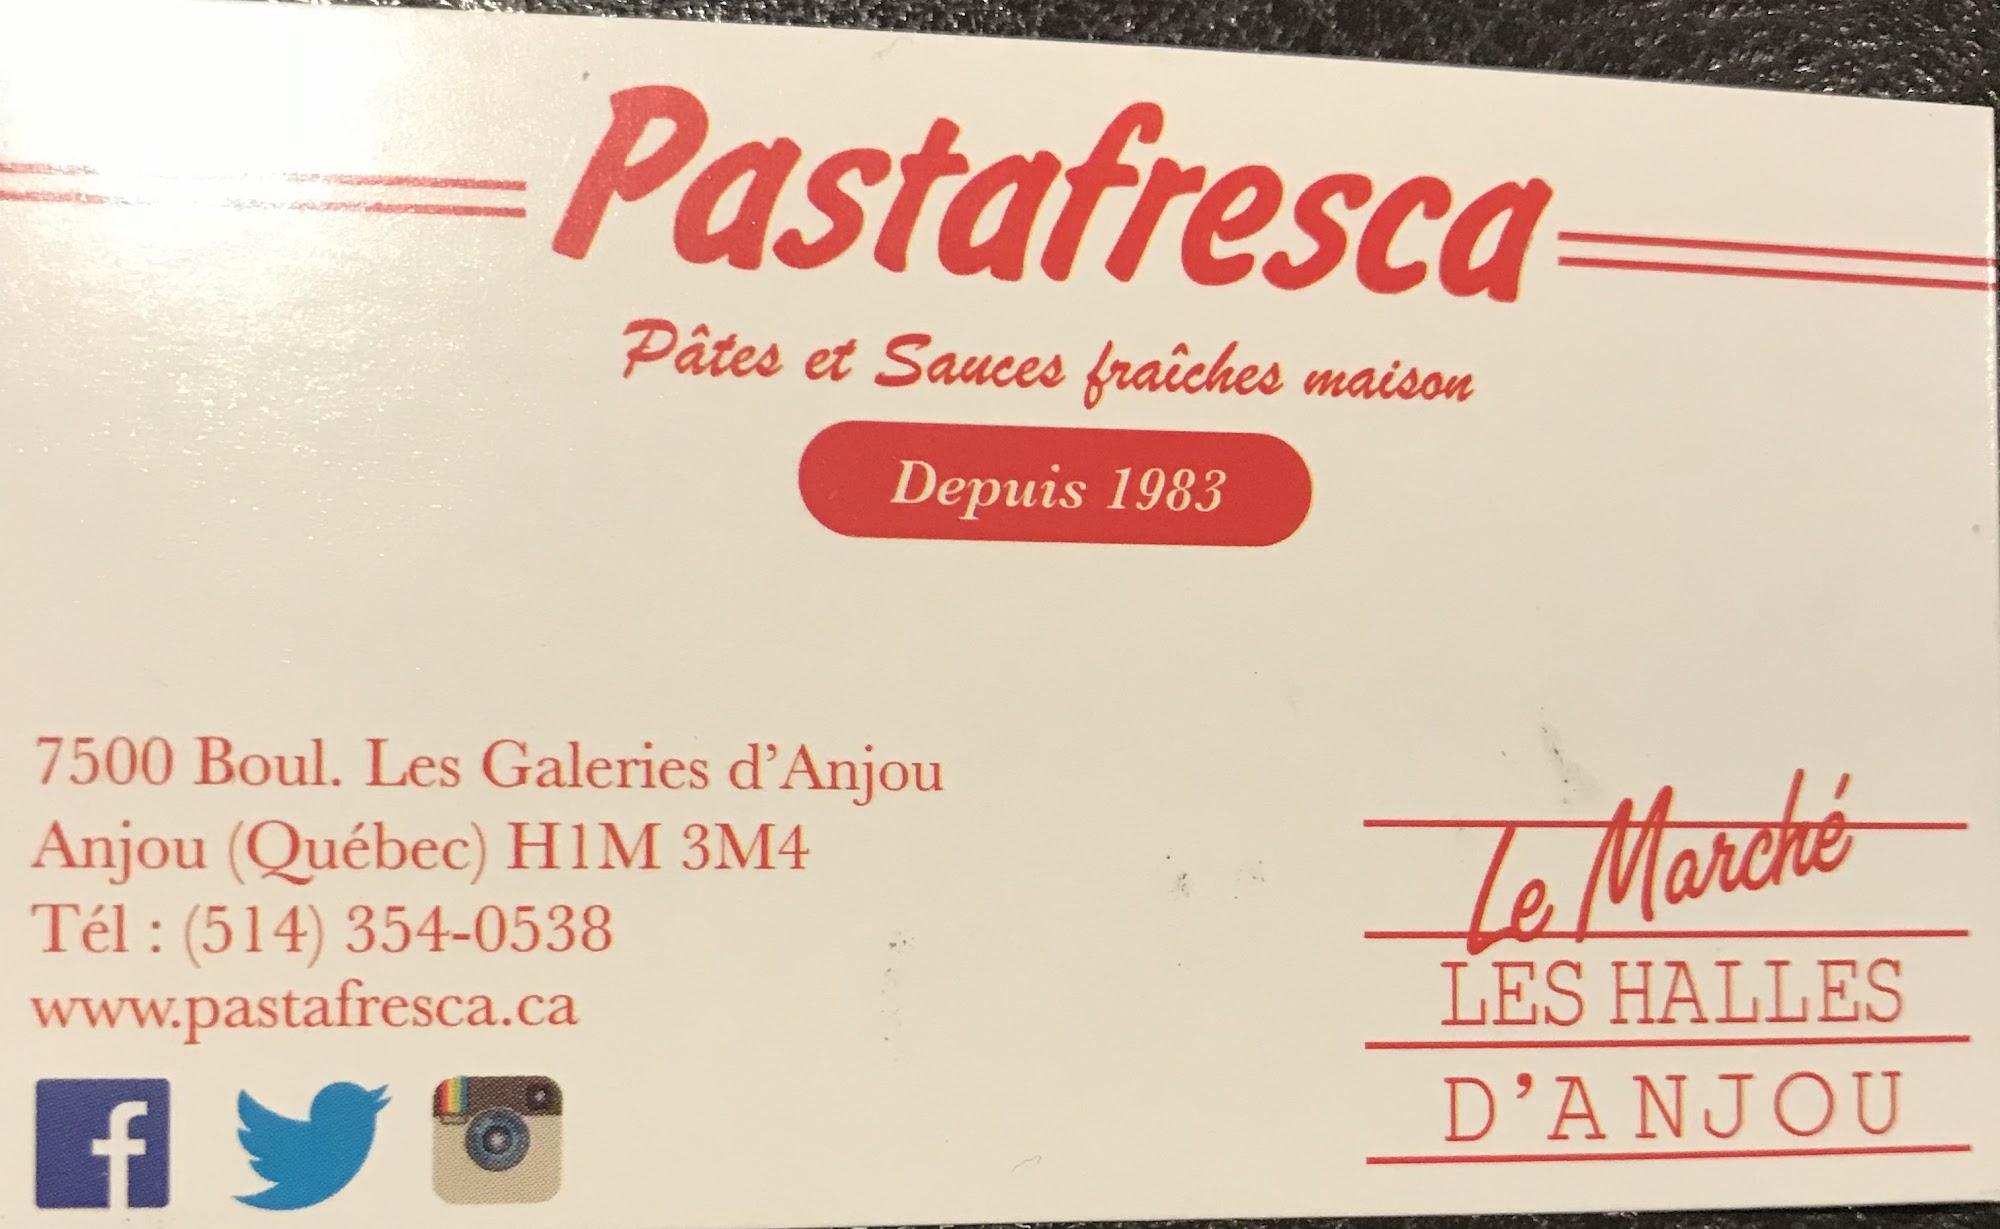 Pastafresca
Pâtes et Sauces fraîches maison
Depuis 1983
7500 Boul. Les Galeries d'Anjou
Anjou (Québec) H1M 3M4
Tél : (514) 354-0538
www.pastafresca.ca
Le Marché
LES HALLES
D'ANJOU